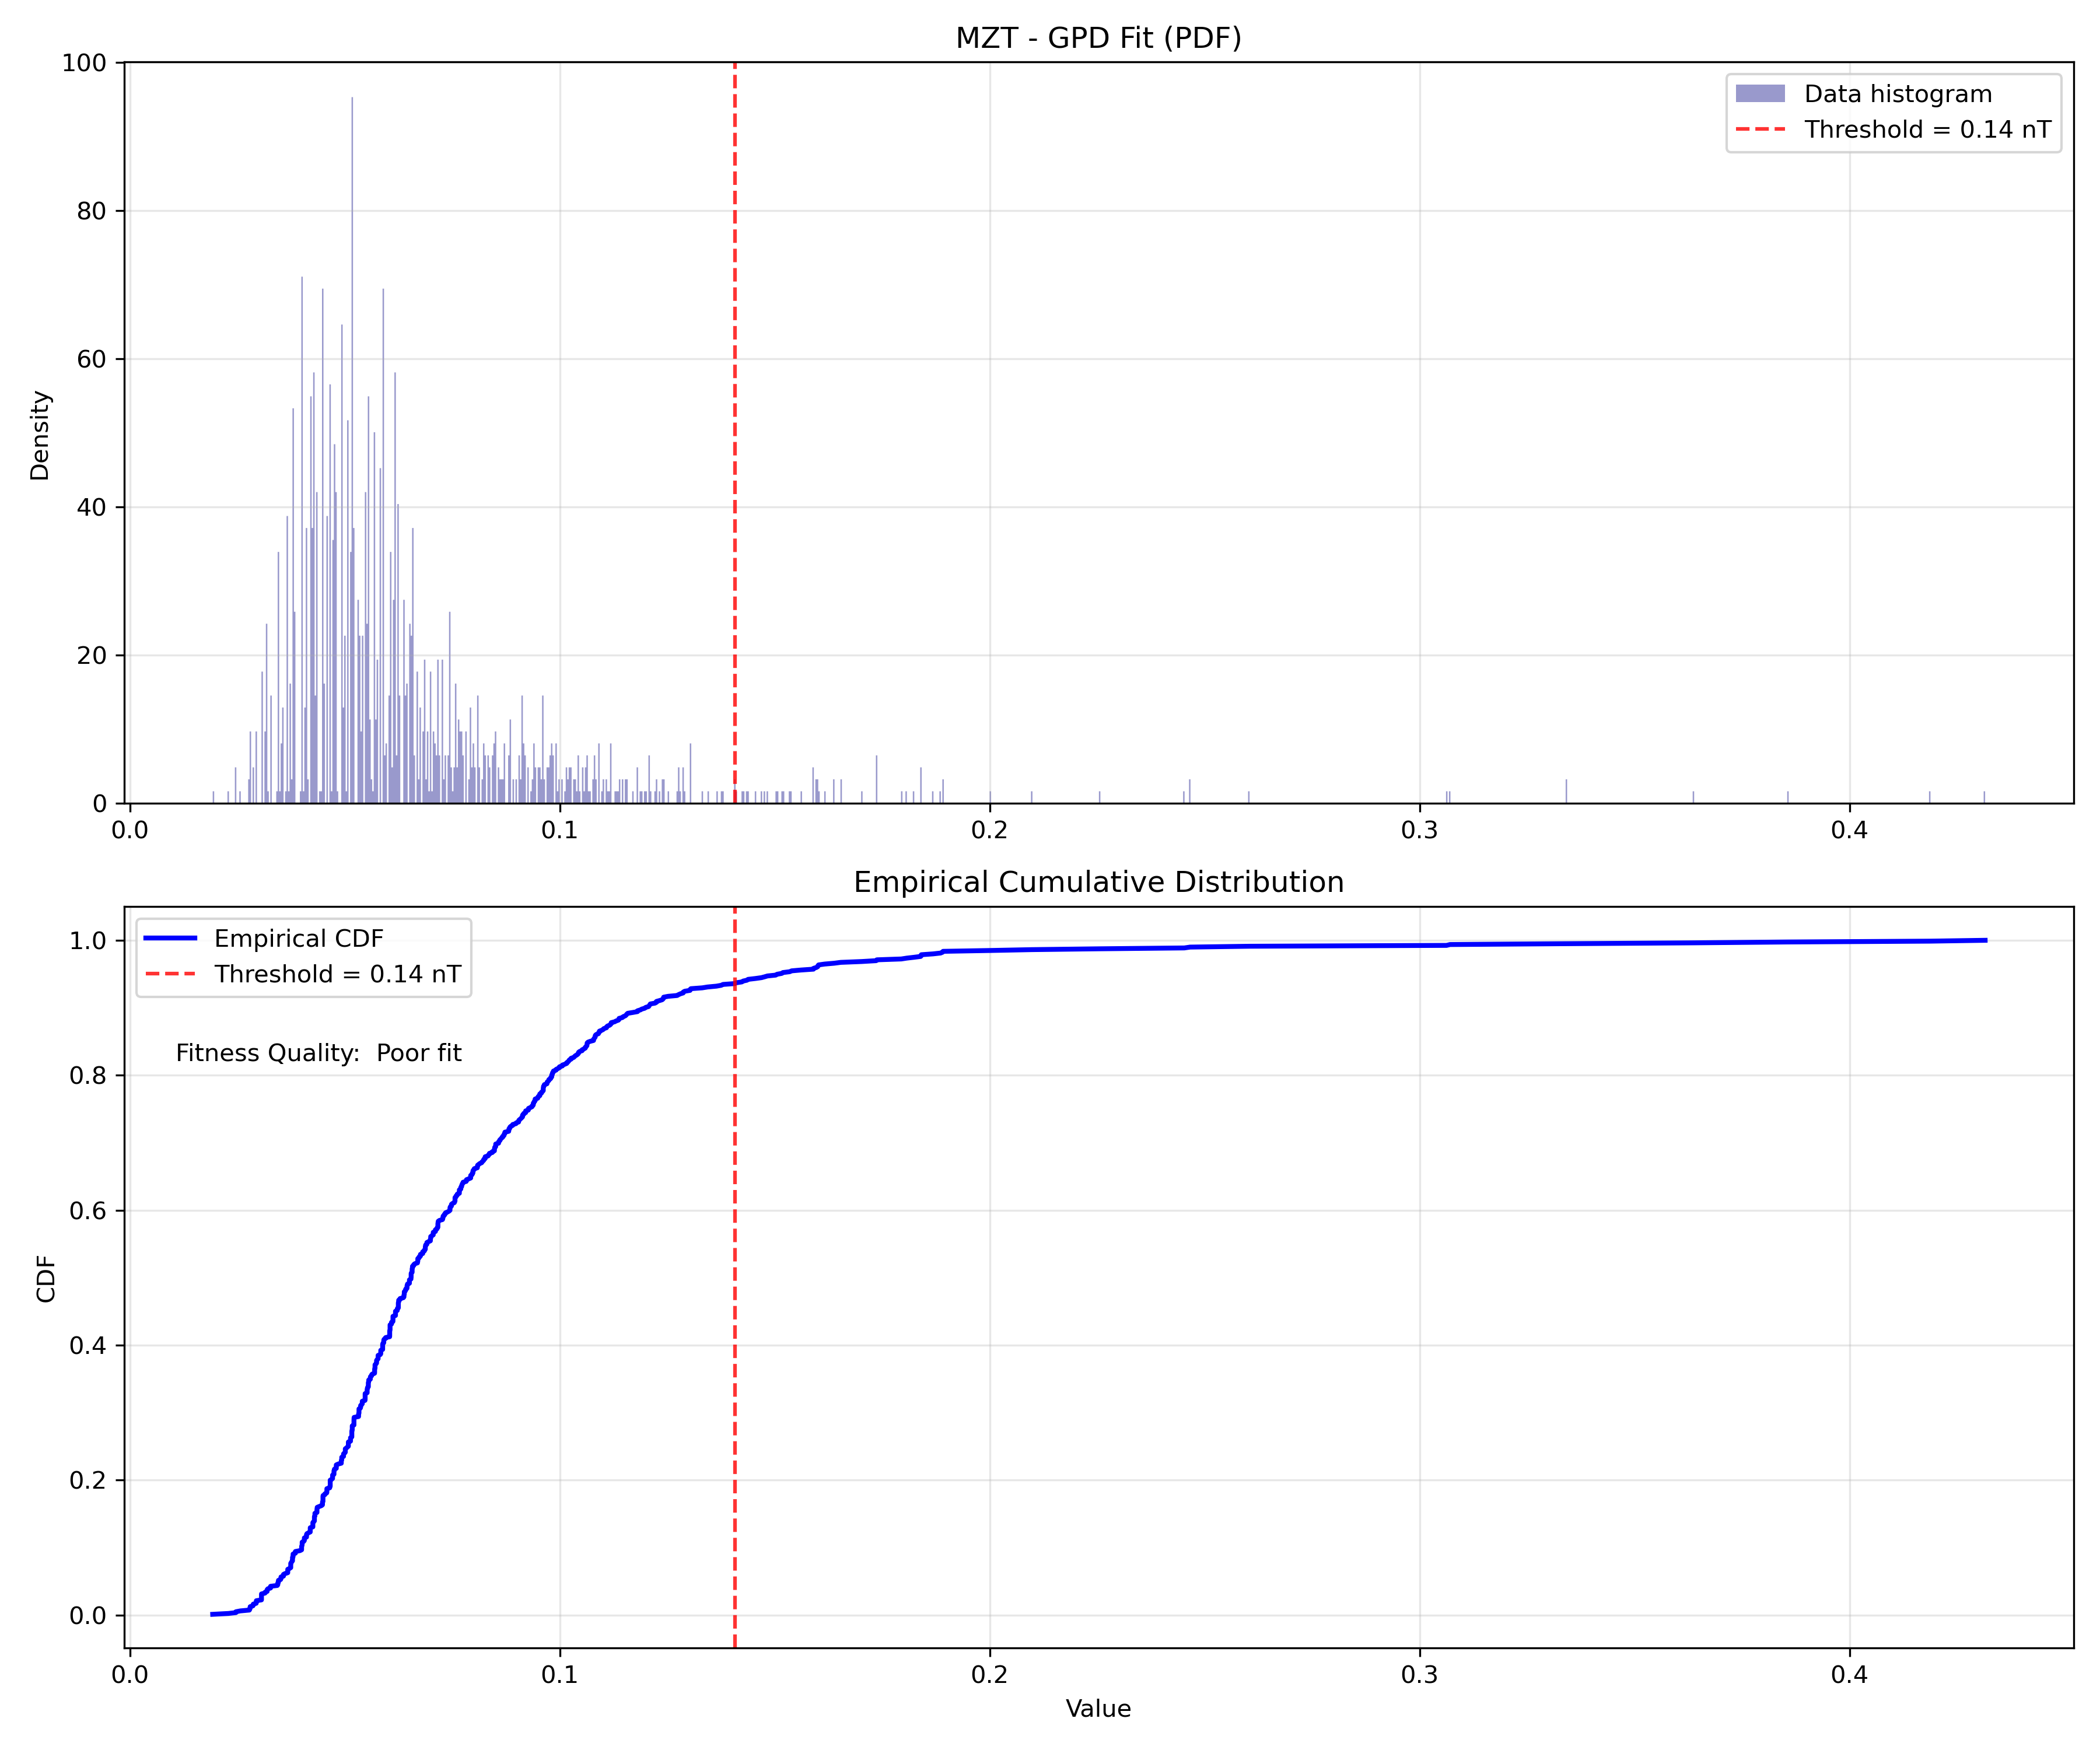 MZT - GPD Fit (PDF)
100
80
60
40
20
0
Density
Data histogram
Threshold = 0.14 nT
0.0 0.1 0.2 0.3 0.4
Empirical Cumulative Distribution
1.0
0.8
0.6
0.4
0.2
0.0
CDF
Empirical CDF
Threshold = 0.14 nT
Fitness Quality:  Poor fit
0.0 0.1 0.2 0.3 0.4
Value